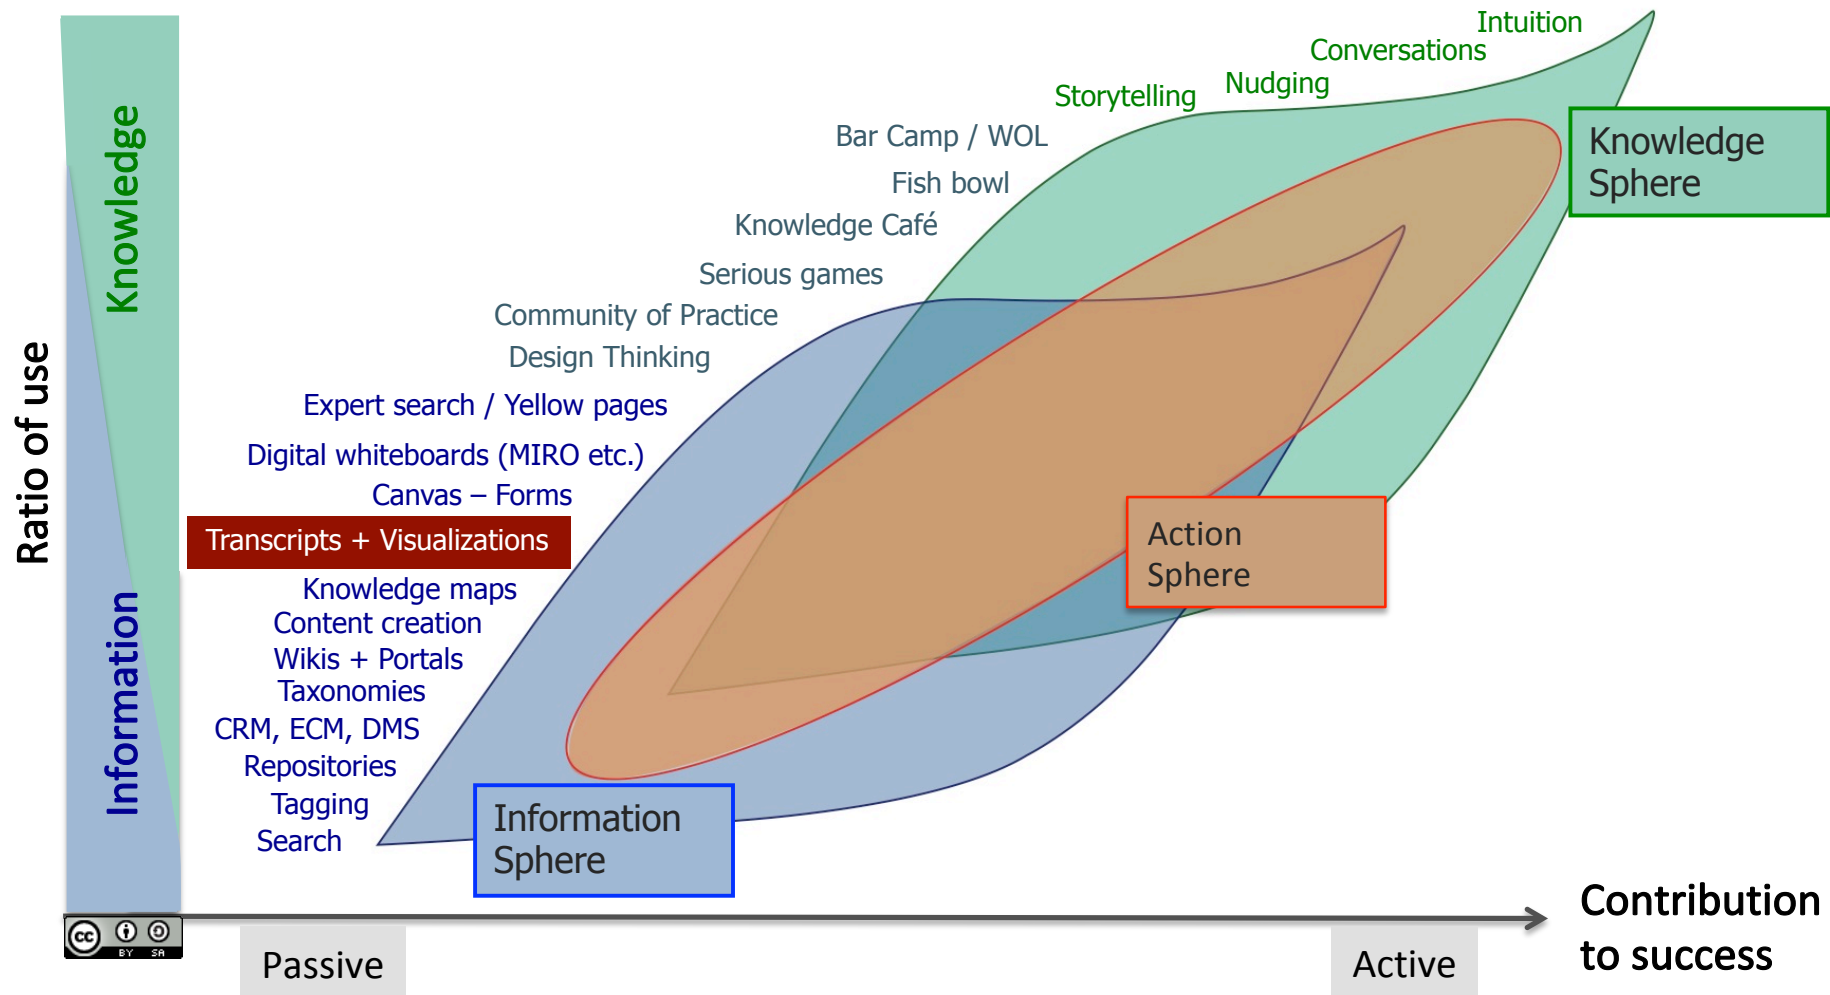 Intuition
Conversations
Nudging
Storytelling
Bar Camp / WOL
Fish bowl
Knowledge Café
Serious games
Community of Practice
Design Thinking
Expert search / Yellow pages
Digital whiteboards (MIRO etc.)
Canvas – Forms
Transcripts + Visualizations
Knowledge maps
Content creation
Wikis + Portals
Taxonomies
CRM, ECM, DMS
Repositories
Tagging
Search
Ratio of use
Knowledge
Information
Knowledge
Sphere
Action
Sphere
Information
Sphere
Contribution
to success
Passive
Active
cc
BY SA